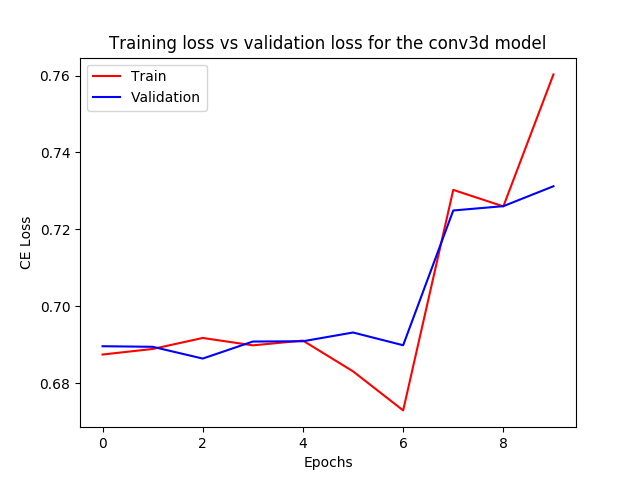 Training loss vs validation loss for the conv3d model
Train
Validation
0.76
0.74
0.72
0.70
0.68
CE Loss
0 2 4 6 8
Epochs